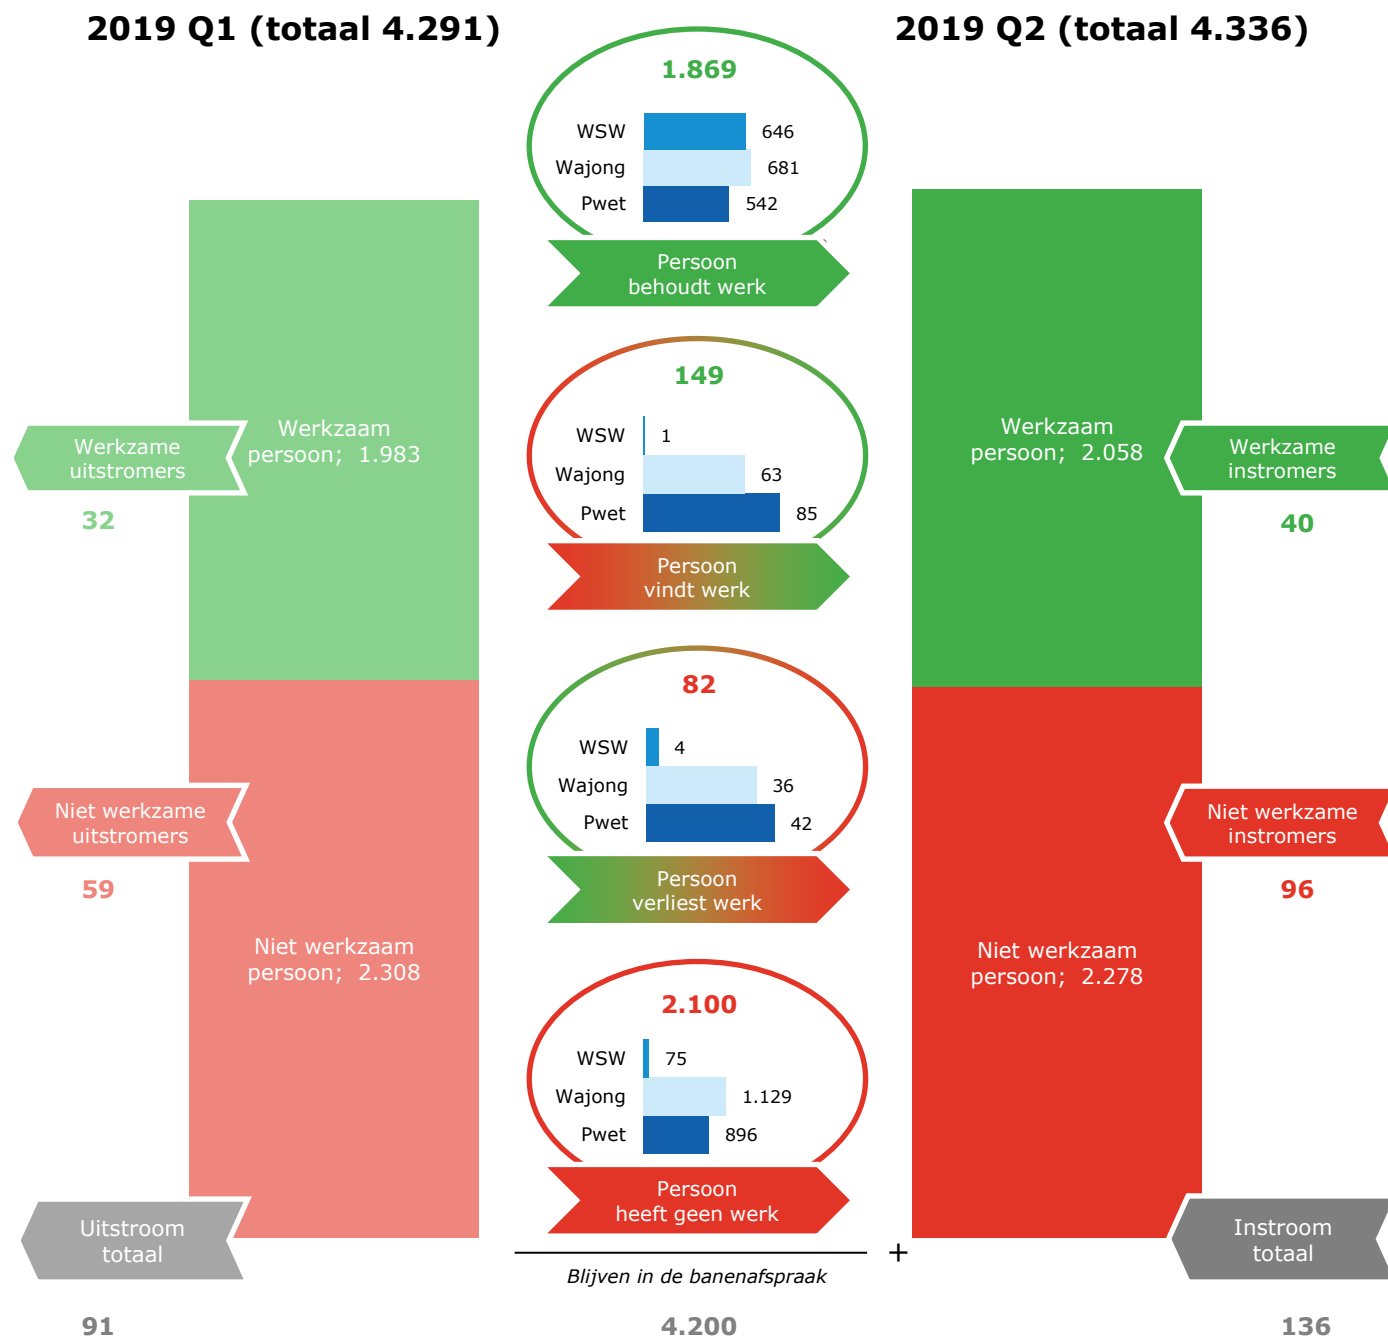 2019 Q1 (totaal 4.291)
2019 Q2 (totaal 4.336)
1.869
WSW 646
Wajong 681
Pwet 542
Persoon
behoudt werk
149
WSW 1
Wajong 63
Pwet 85
Persoon
vindt werk
82
WSW 4
Wajong 36
Pwet 42
Persoon
verliest werk
2.100
WSW 75
Wajong 1.129
Pwet 896
Persoon
heeft geen werk
Werkzaam
persoon; 1.983
Werkzame
uitstromers
32
Niet werkzame
uitstromers
59
Niet werkzaam
persoon; 2.308
Uitstroom
totaal
91
Werkzaam
persoon; 2.058
Werkzame
instromers
40
Niet werkzame
instromers
96
Niet werkzaam
persoon; 2.278
Instroom
totaal
136
+
Blijven in de banenafspraak
4.200